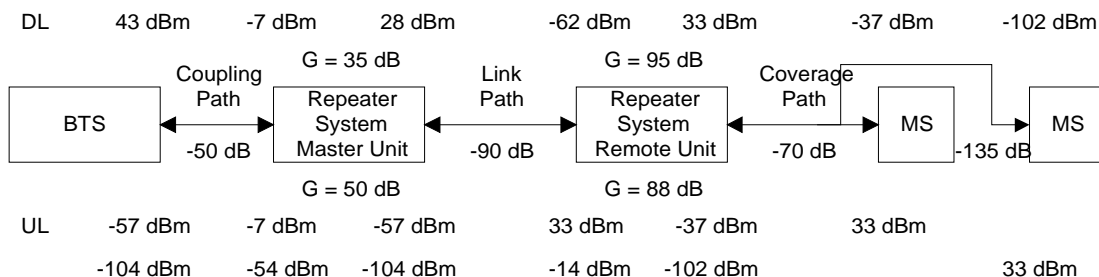 DL 43 dBm -7 dBm 28 dBm -62 dBm 33 dBm -37 dBm -102 dBm
G = 35 dB G = 95 dB
Coupling Path
Link Path
Coverage Path
BTS
Repeater System Master Unit
Repeater System Remote Unit
MS
MS
-50 dB -90 dB -70 dB -135 dB
G = 50 dB G = 88 dB
UL -57 dBm -7 dBm -57 dBm 33 dBm -37 dBm 33 dBm
-104 dBm -54 dBm -104 dBm -14 dBm -102 dBm 33 dBm